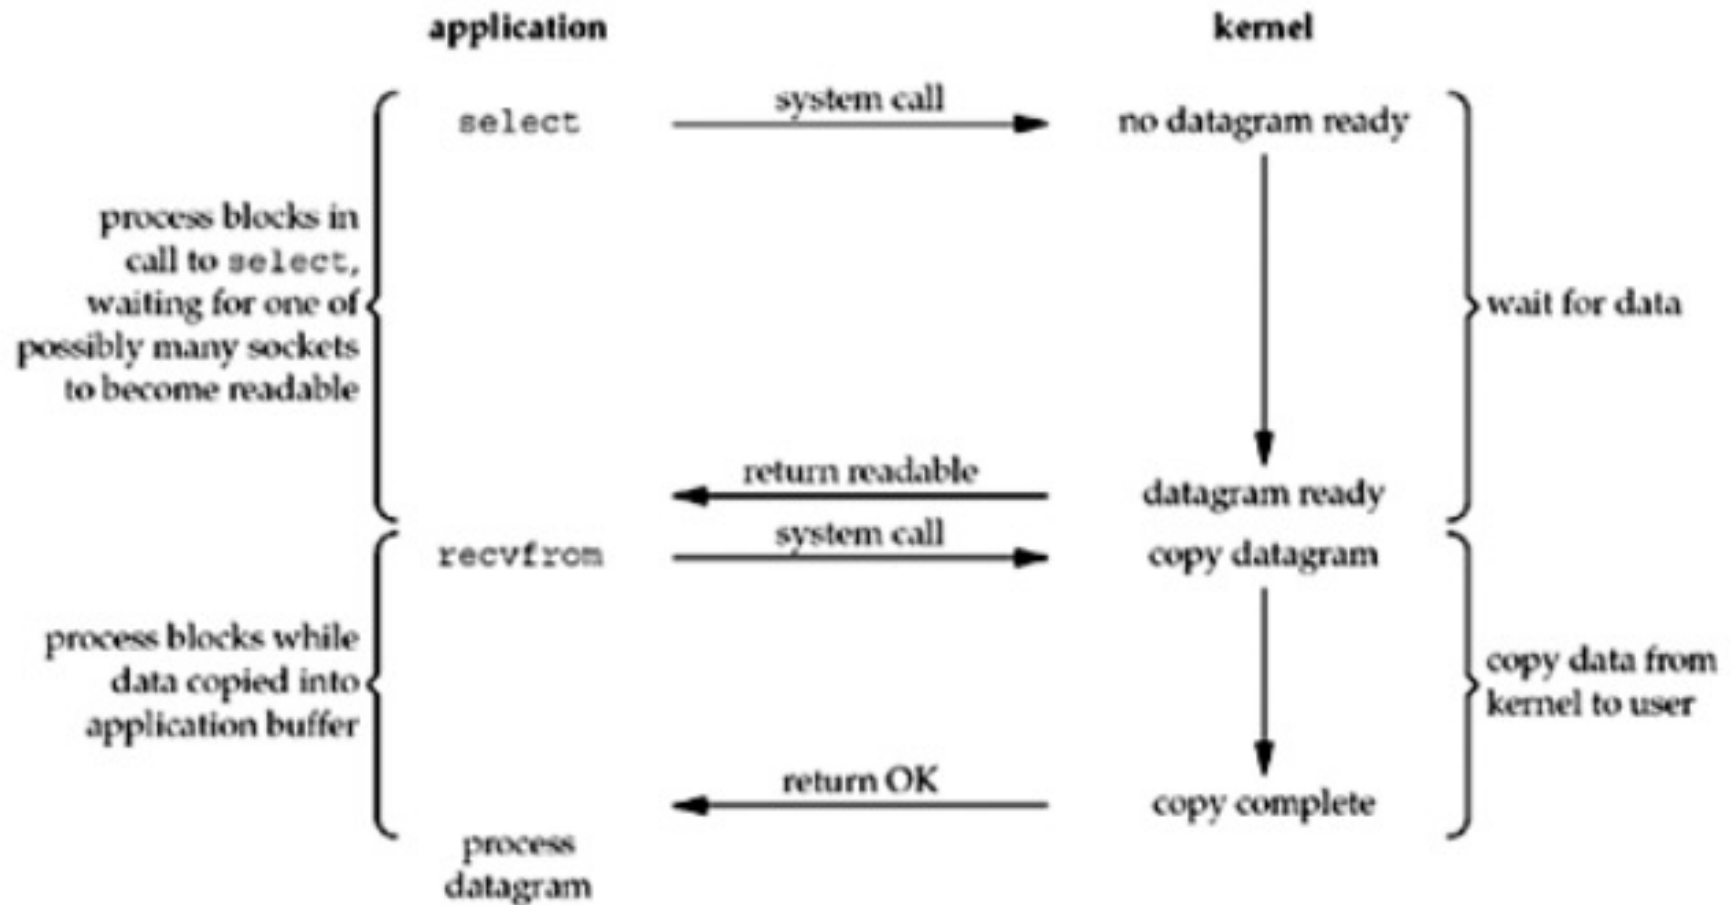 application
kernel
select
system call
no datagram ready
process blocks in
call to select,
waiting for one of
possibly many sockets
to become readable
wait for data
return readable
datagram ready
recvfrom
system call
copy datagram
process blocks while
data copied into
application buffer
copy data from
kernel to user
return OK
copy complete
process
datagram